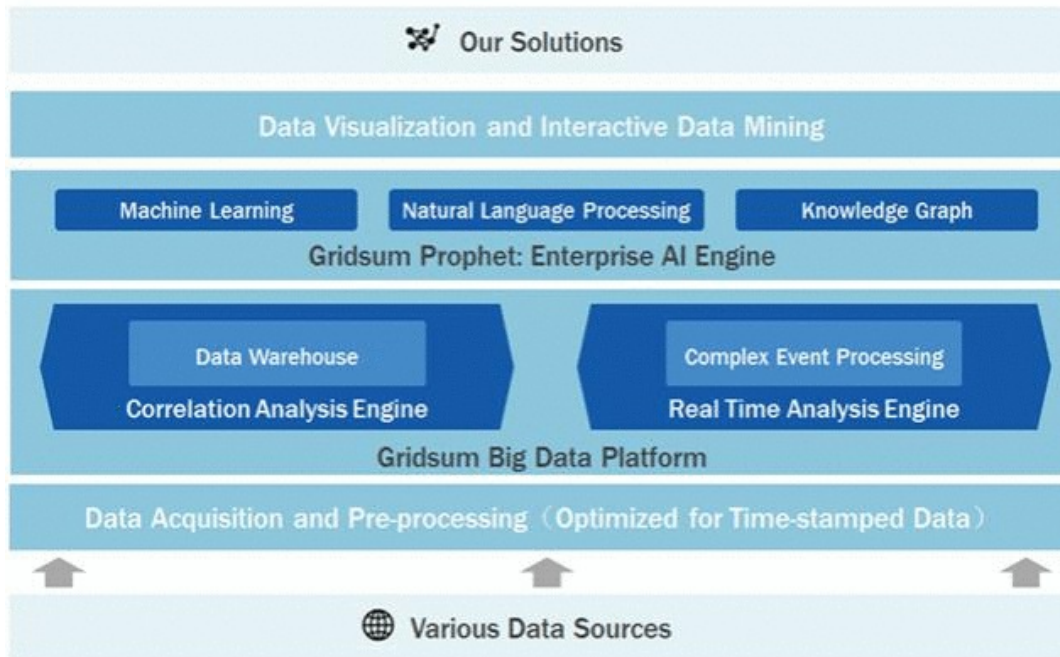 Our Solutions
Data Visualization and Interactive Data Mining
Machine Learning
Natural Language Processing
Knowledge Graph
Gridsum Prophet: Enterprise AI Engine
Data Warehouse
Correlation Analysis Engine
Complex Event Processing
Real Time Analysis Engine
Gridsum Big Data Platform
Data Acquisition and Pre-processing（Optimized for Time-stamped Data）
Various Data Sources